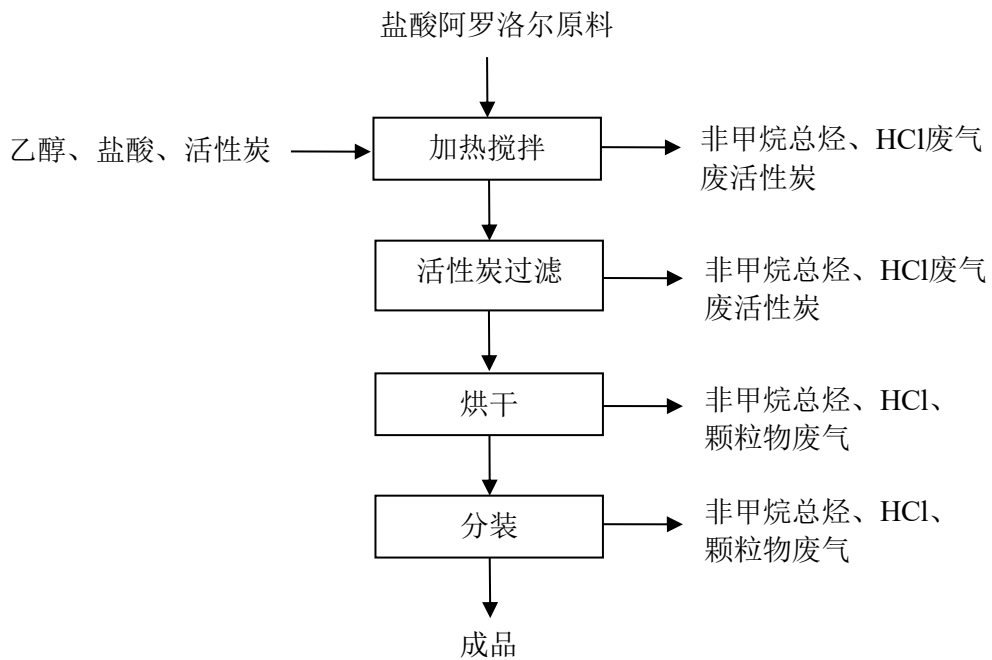 盐酸阿罗洛尔原料
乙醇、盐酸、活性炭
加热搅拌
非甲烷总烃、HCl废气
废活性炭
活性炭过滤
非甲烷总烃、HCl废气
废活性炭
烘干
非甲烷总烃、HCl、
颗粒物废气
分装
非甲烷总烃、HCl、
颗粒物废气
成品